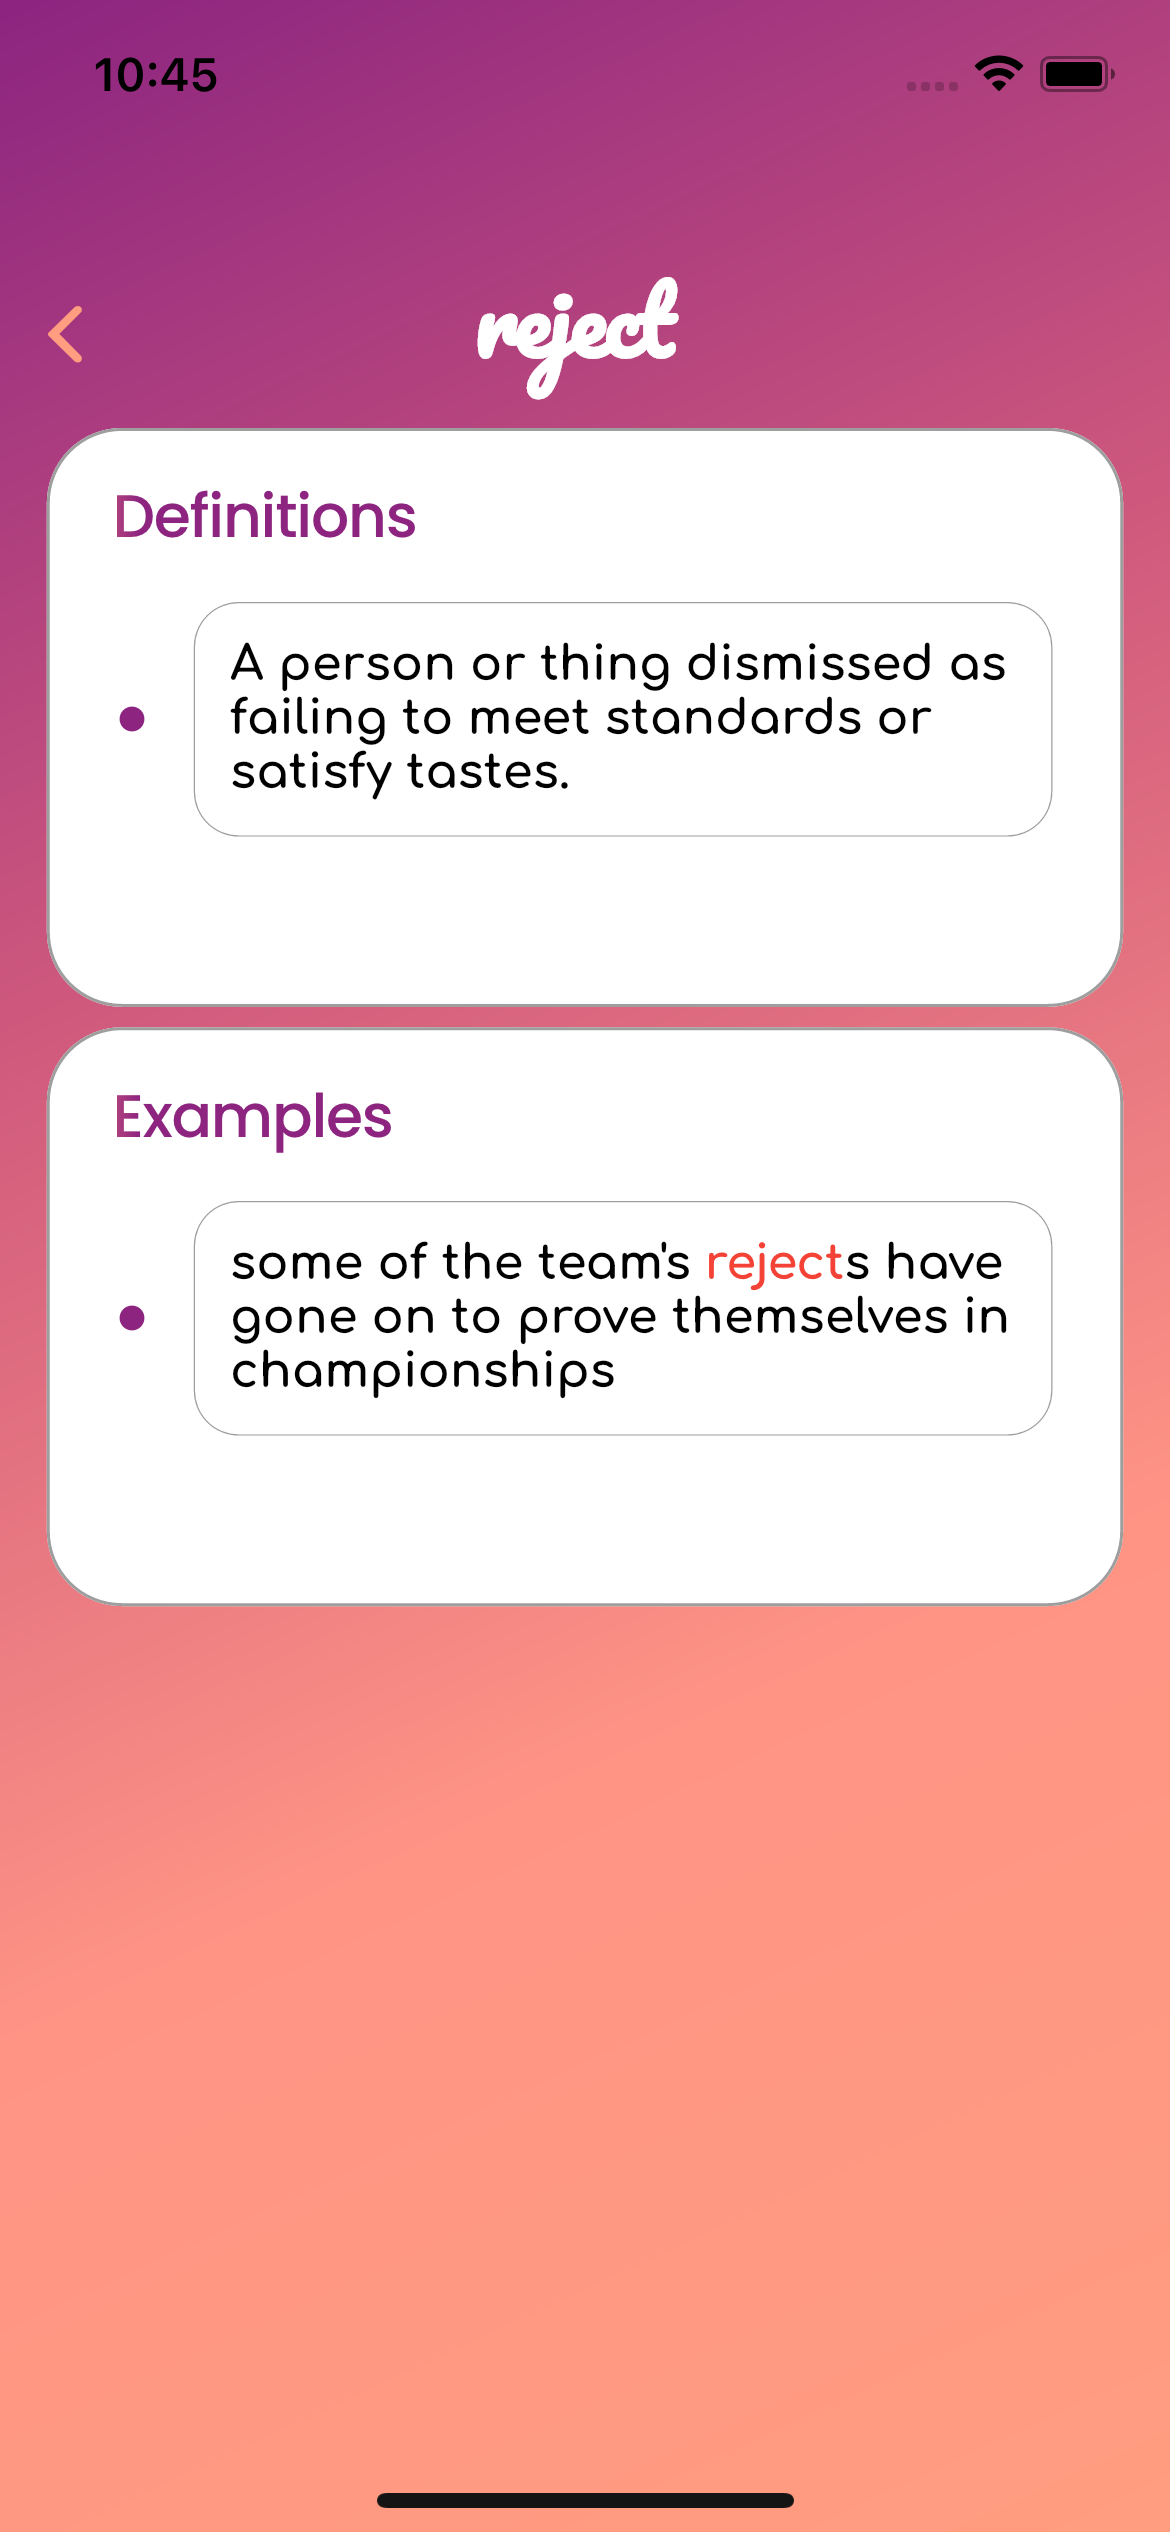 10:45
reject
Definitions
A person or thing dismissed as
failing to meet standards or
satisfy tastes.
Examples
some of the team's rejects have
gone on to prove themselves in
championships